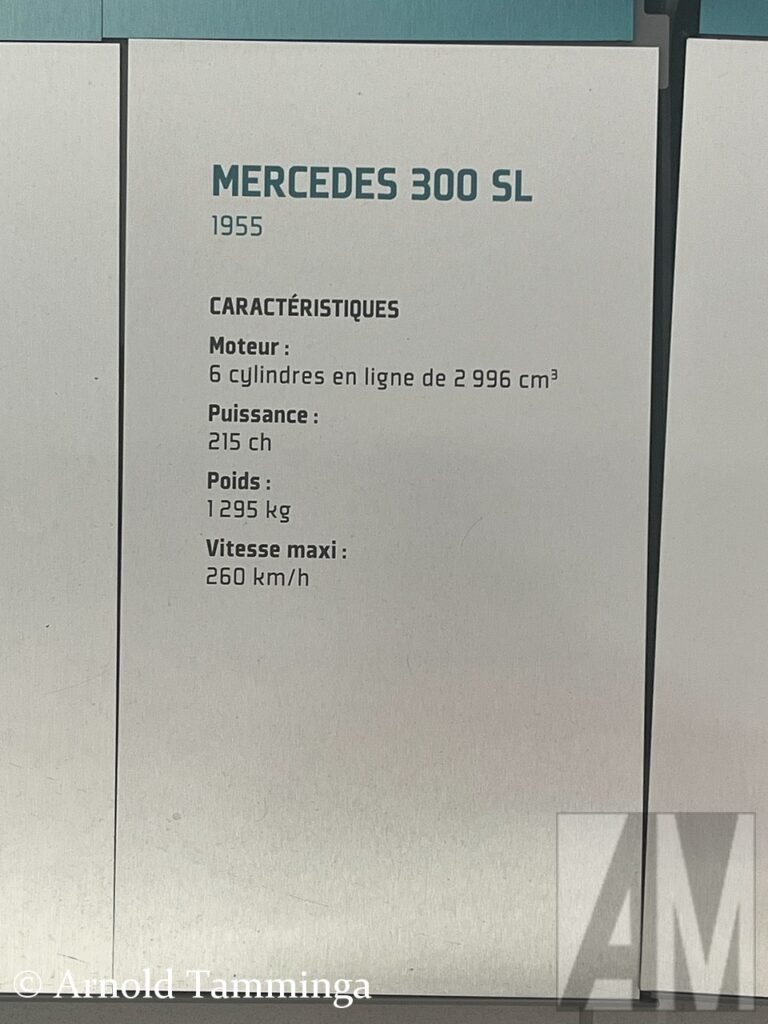 MERCEDES 300 SL
1955
CARACTÉRISTIQUES
Moteur :
6 cylindres en ligne de 2 996 cm³
Puissance :
215 ch
Poids :
1 295 kg
Vitesse maxi :
260 km/h
AM
© Arnold Tamminga